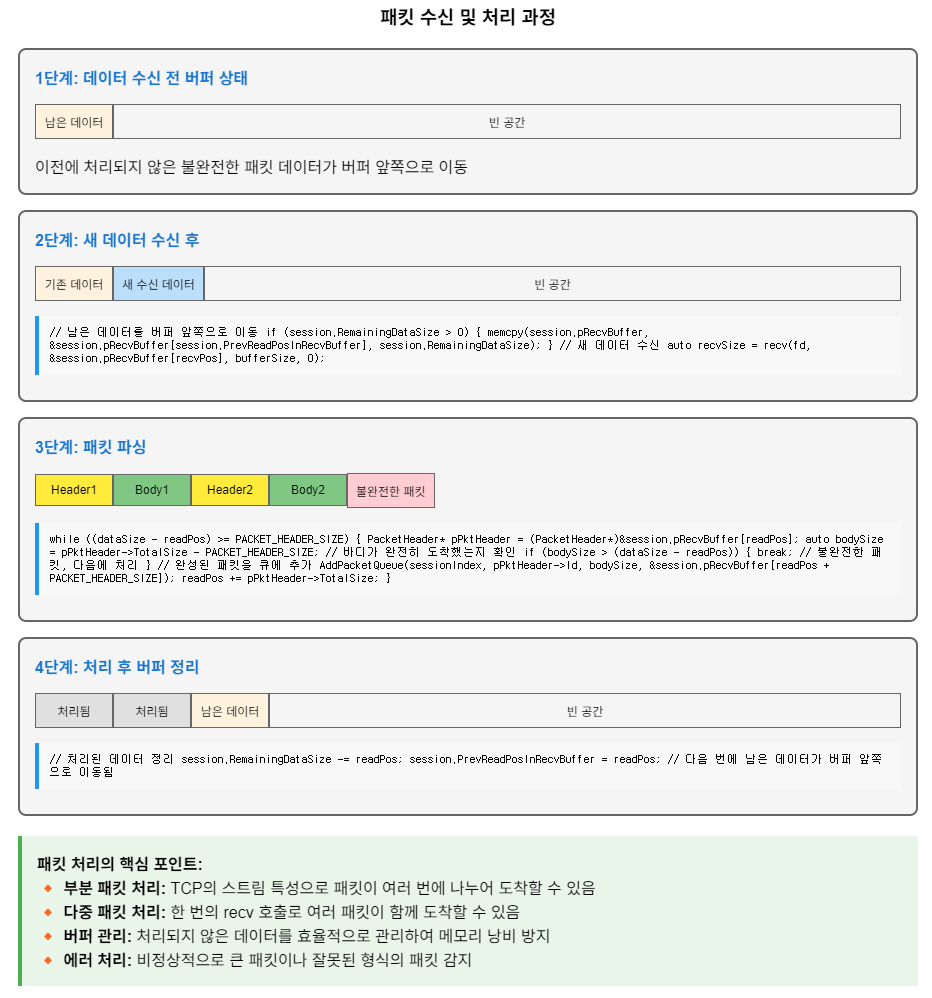 패킷 수신 및 처리 과정
1단계: 데이터 수신 전 버퍼 상태
남은 데이터
빈 공간
이전에 처리되지 않은 불완전한 패킷 데이터가 버퍼 앞쪽으로 이동
2단계: 새 데이터 수신 후
기존 데이터
새 수신 데이터
빈 공간
// 남은 데이터를 버퍼 앞쪽으로 이동 if (session.RemainingDataSize > 0) { memcpy(session.pRecvBuffer,
&session.pRecvBuffer[session.PrevReadPosInRecvBuffer], session.RemainingDataSize); } // 새 데이터 수신 auto recvSize = recv(fd,
&session.pRecvBuffer[recvPos], bufferSize, 0);
3단계: 패킷 파싱
Header1
Body1
Header2
Body2
불완전한 패킷
while ((dataSize - readPos) >= PACKET_HEADER_SIZE) { PacketHeader* pPktHeader = (PacketHeader*)&session.pRecvBuffer[readPos]; auto bodySize
= pPktHeader->TotalSize - PACKET_HEADER_SIZE; // 바디가 완전히 도착했는지 확인 if (bodySize > (dataSize - readPos)) { break; // 불완전한 패
킷, 다음에 처리 } // 완성된 패킷을 큐에 추가 AddPacketQueue(sessionIndex, pPktHeader->Id, bodySize, &session.pRecvBuffer[readPos +
PACKET_HEADER_SIZE]); readPos += pPktHeader->TotalSize; }
4단계: 처리 후 버퍼 정리
처리됨
처리됨
남은 데이터
빈 공간
// 처리된 데이터 정리 session.RemainingDataSize -= readPos; session.PrevReadPosInRecvBuffer = readPos; // 다음 번에 남은 데이터가 버퍼 앞쪽
으로 이동됨
패킷 처리의 핵심 포인트:
🔸 부분 패킷 처리: TCP의 스트림 특성으로 패킷이 여러 번에 나누어 도착할 수 있음
🔸 다중 패킷 처리: 한 번의 recv 호출로 여러 패킷이 함께 도착할 수 있음
🔸 버퍼 관리: 처리되지 않은 데이터를 효율적으로 관리하여 메모리 낭비 방지
🔸 에러 처리: 비정상적으로 큰 패킷이나 잘못된 형식의 패킷 감지